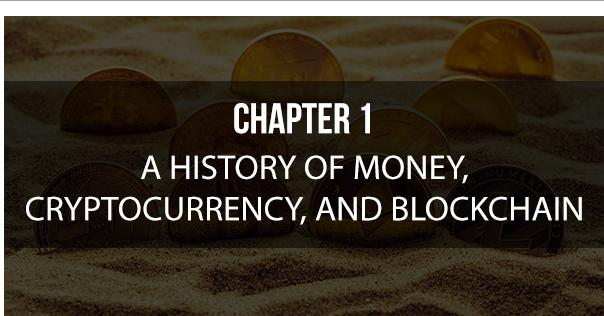 CHAPTER 1
A HISTORY OF MONEY,
CRYPTOCURRENCY, AND BLOCKCHAIN